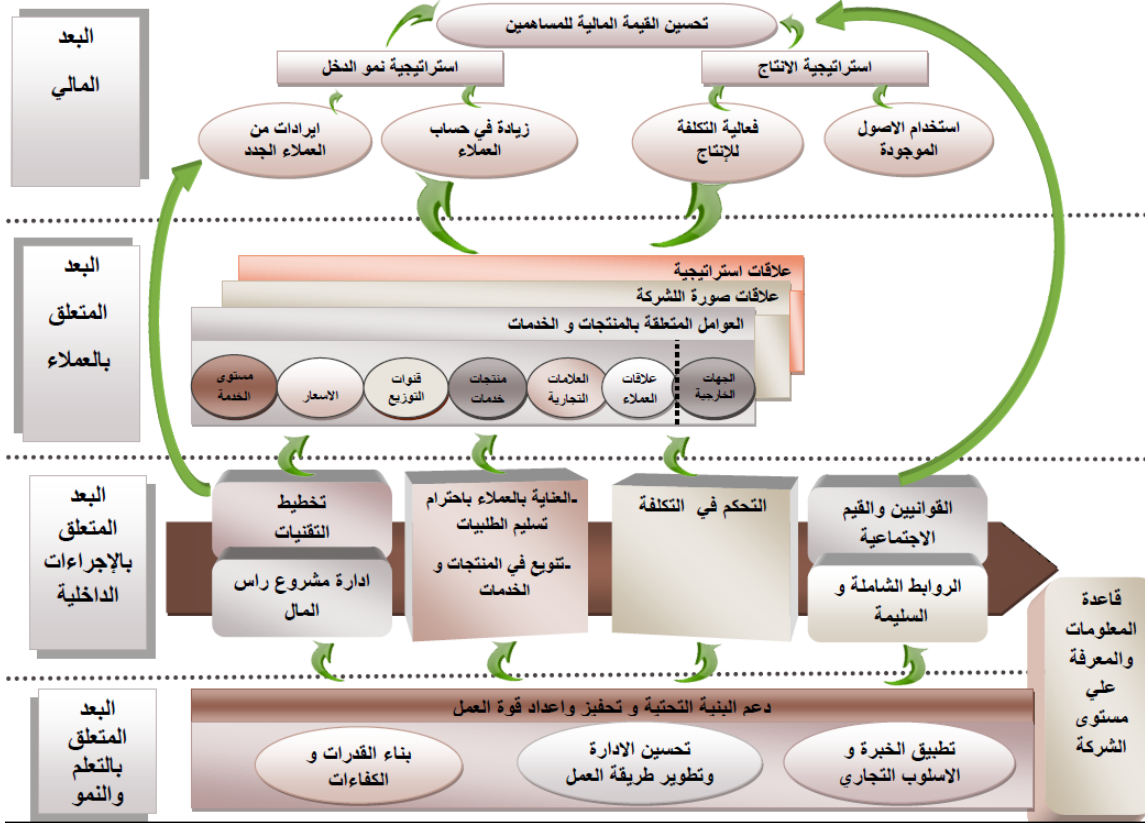 البعد
المالي
تحسين القيمة المالية للمساهمين
استراتيجية نمو الدخل
استراتيجية الانتاج
ايرادات من
العملاء الجدد
زيادة في حساب
العملاء
فعالية التكلفة
للإنتاج
استخدام الاصول
الموجودة
البعد
المتعلق
بالعملاء
علاقات استراتيجية
علاقات صورة اللشركة
العوامل المتعلقة بالمنتجات و الخدمات
الجهات
الخارجية
علاقات
العملاء
العلامات
التجارية
منتجات
خدمات
قنوات
التوزيع
الاسعار
مستوى
الخدمة
البعد
المتعلق
بالإجراءات
الداخلية
تخطيط
التقنيات
ادارة مشروع راس
المال
-العناية بالعملاء باحترام
تسليم الطلبيات
-تتنويع في المنتجات و
الخدمات
التحكم في التكلفة
القوانيين والقيم
الاجتماعية
الروابط الشاملة و
السليمة
قاعدة
المعلومات
والمعرفة
علي
مستوى
الشركة
البعد
المتعلق
بالتعلم
والنمو
دعم البنية التحتية و تحفيز واعداد قوة العمل
بناء القدرات و
الكفاءات
تحسين الادارة
وتطوير طريقة العمل
تطبيق الخبرة و
الاسلوب التجاري